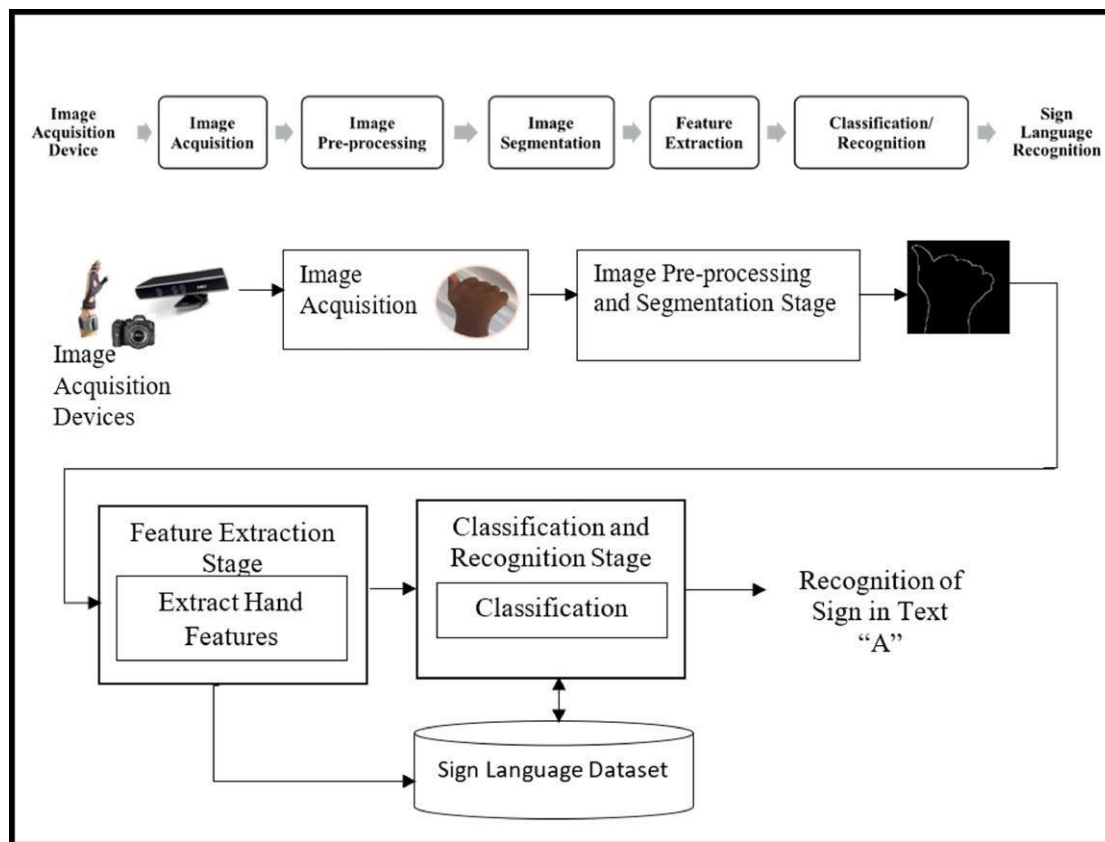 Image
Acquisition
Device
Image
Acquisition
Image
Pre-processing
Image
Segmentation
Feature
Extraction
Classification/
Recognition
Sign
Language
Recognition
Image
Acquisition
Devices
Image
Acquisition
Image Pre-processing
and Segmentation Stage
Feature Extraction
Stage
Extract Hand
Features
Classification and
Recognition Stage
Classification
Recognition of
Sign in Text
“A”
Sign Language Dataset